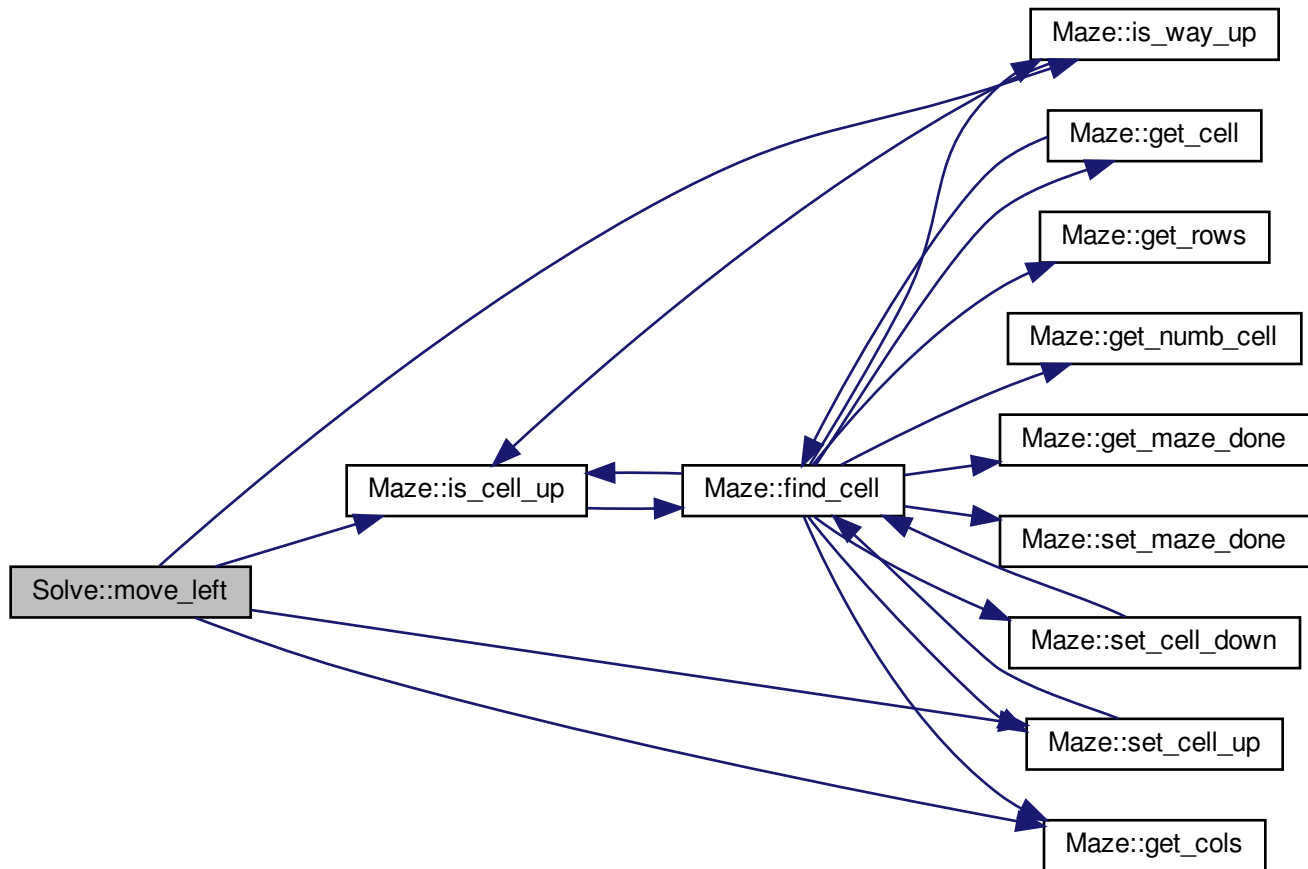 Maze::is_way_up
Maze::get_cell
Maze::get_rows
Maze::get_numb_cell
Maze::get_maze_done
Maze::is_cell_up
Maze::find_cell
Maze::set_maze_done
Solve::move_left
Maze::set_cell_down
Maze::set_cell_up
Maze::get_cols